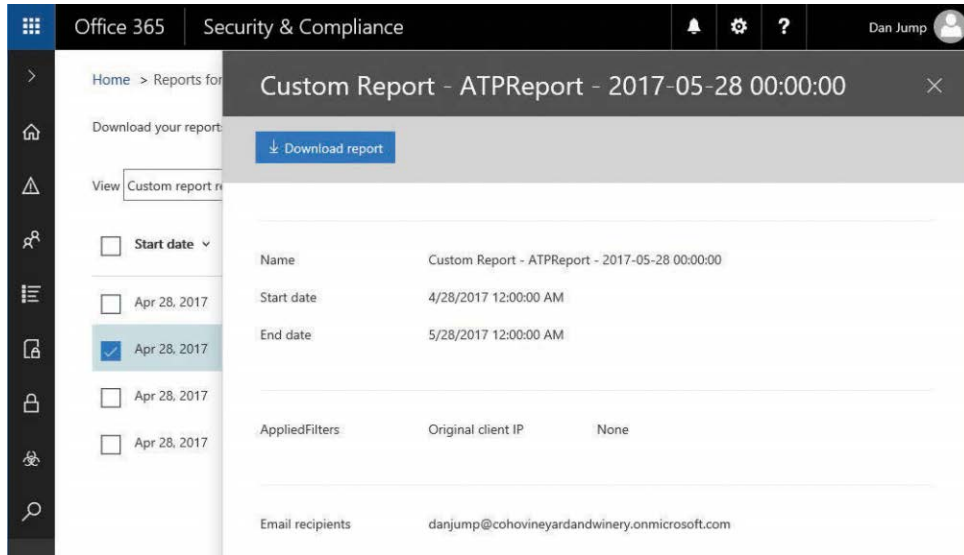 Office 365 Security & Compliance ? Dan Jump
Home > Reports for
Custom Report - ATPReport - 2017-05-28 00:00:00
Download your report
Download report
View Custom report
Start date
Name Custom Report - ATPReport - 2017-05-28 00:00:00
Apr 28, 2017
Start date 4/28/2017 12:00:00 AM
End date 5/28/2017 12:00:00 AM
Apr 28, 2017
Apr 28, 2017
AppliedFilters Original client IP None
Apr 28, 2017
Email recipients danjump@cohovineyardandwinery.onmicrosoft.com